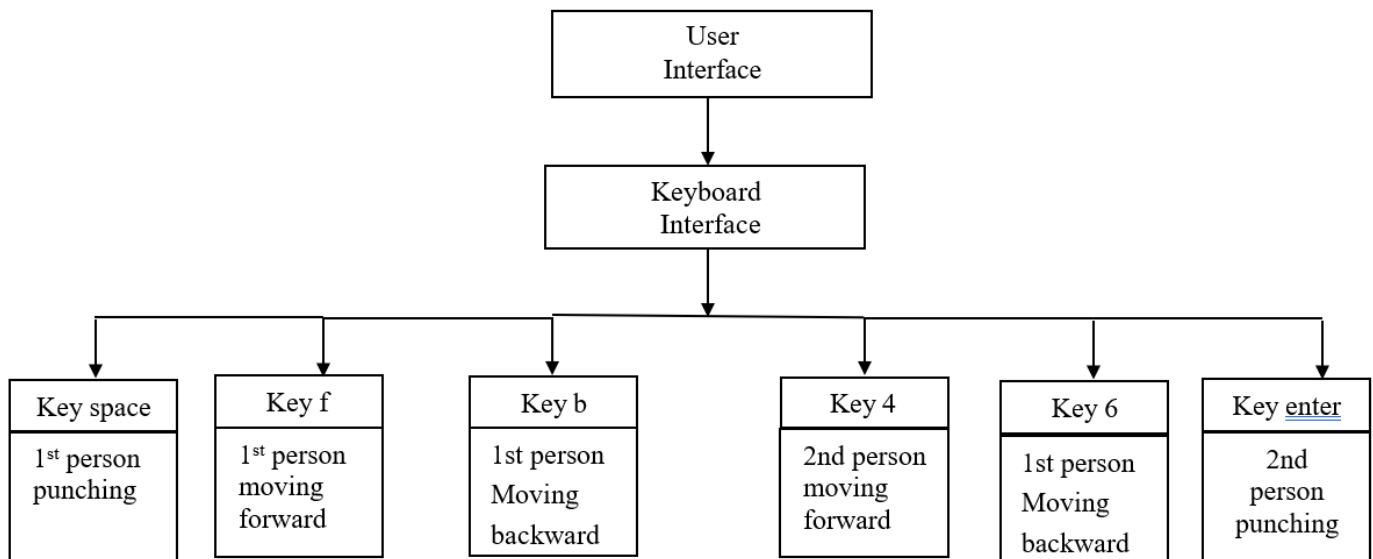 User
Interface
Keyboard
Interface
Key space
1st person
punching
Key f
1st person
moving
forward
Key b
1st person
Moving
backward
Key 4
2nd person
moving
forward
Key 6
1st person
Moving
backward
Key enter
2nd
person
punching